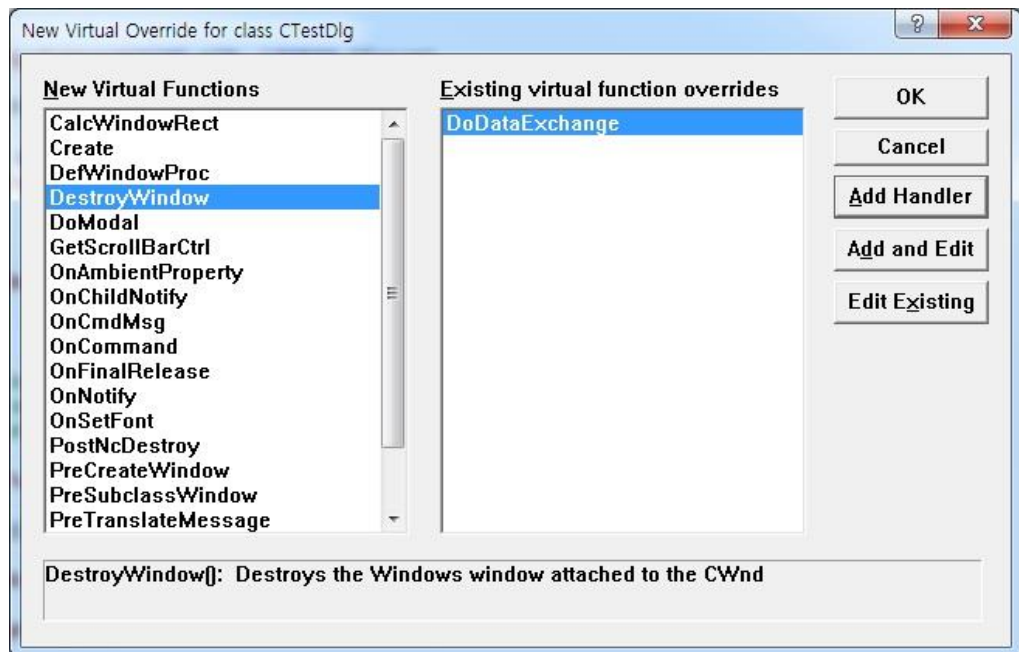 New Virtual Override for class CTestDlg
New Virtual Functions
CalcWindowRect
Create
DefWindowProc
DestroyWindow
DoModal
GetScrollBarCtrl
OnAmbientProperty
OnChildNotify
OnCmdMsg
OnCommand
OnFinalRelease
OnNotify
OnSetFont
PostNcDestroy
PreCreateWindow
PreSubclassWindow
PreTranslateMessage
Existing virtual function overrides
DoDataExchange
OK
Cancel
Add Handler
Add and Edit
Edit Existing
DestroyWindow():  Destroys the Windows window attached to the CWnd